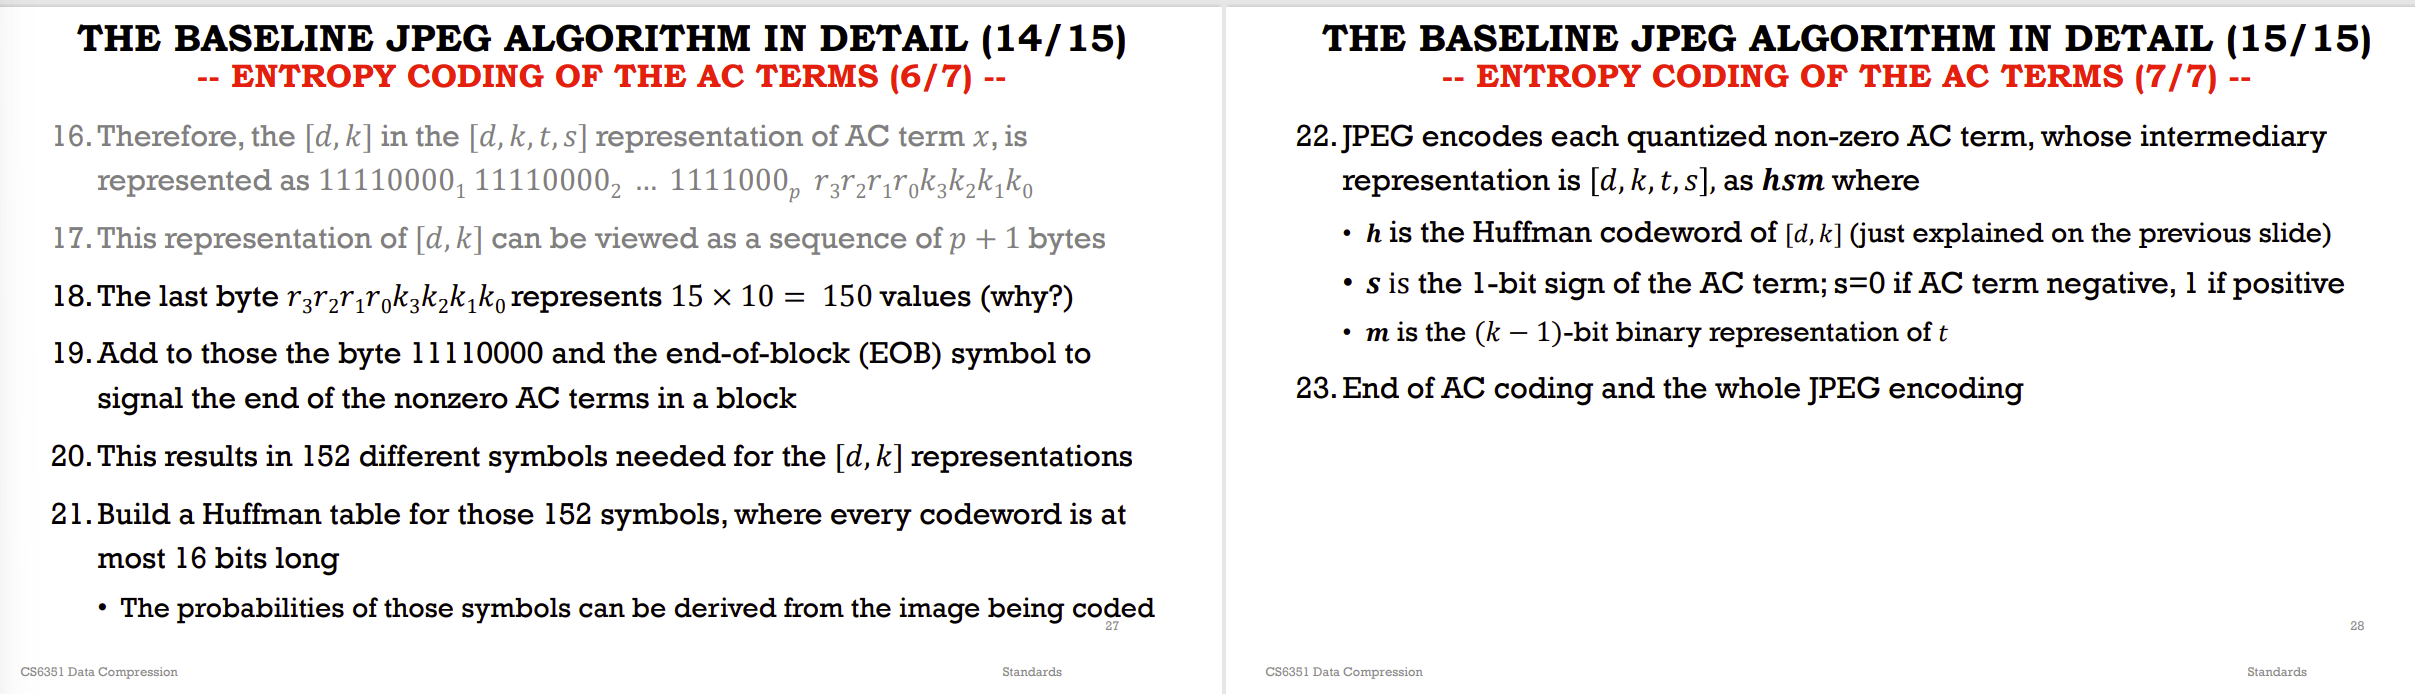 THE BASELINE JPEG ALGORITHM IN DETAIL (14/15)
-- ENTROPY CODING OF THE AC TERMS (6/7) --
16. Therefore, the [d, k] in the [d, k, t, s] representation of AC term x, is
represented as 11110000₁ 11110000₂ … 1111000ₚ r₃r₂r₁r₀k₃k₂k₁k₀
17. This representation of [d, k] can be viewed as a sequence of p + 1 bytes
18. The last byte r₃r₂r₁r₀k₃k₂k₁k₀ represents 15 × 10 = 150 values (why?)
19. Add to those the byte 11110000 and the end-of-block (EOB) symbol to
signal the end of the nonzero AC terms in a block
20. This results in 152 different symbols needed for the [d, k] representations
21. Build a Huffman table for those 152 symbols, where every codeword is at
most 16 bits long
• The probabilities of those symbols can be derived from the image being coded
27
CS6351 Data Compression
Standards
THE BASELINE JPEG ALGORITHM IN DETAIL (15/15)
-- ENTROPY CODING OF THE AC TERMS (7/7) --
22. JPEG encodes each quantized non-zero AC term, whose intermediary
representation is [d, k, t, s], as hsm where
• h is the Huffman codeword of [d, k] (just explained on the previous slide)
• s is the 1-bit sign of the AC term; s=0 if AC term negative, 1 if positive
• m is the (k − 1)-bit binary representation of t
23. End of AC coding and the whole JPEG encoding
28
CS6351 Data Compression
Standards